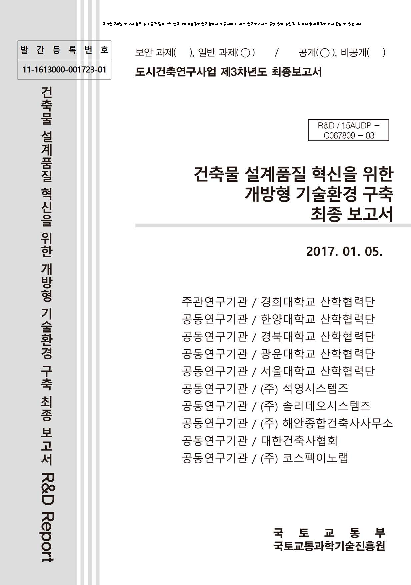 발 간 등 록 번 호
11-1613000-001723-01
건축물 설계품질 혁신을 위한 개방형 기술환경 구축 최종 보고서 R&D Report
보안 과제(  ), 일반 과제(○)  /  공개(○), 비공개(  )
도시건축연구사업 제3차년도 최종보고서
R&D / 15AUDP -
C067809 - 03
건축물 설계품질 혁신을 위한
개방형 기술환경 구축
최종 보고서
2017. 01. 05.
주관연구기관 / 경희대학교 산학협력단
공동연구기관 / 한양대학교 산학협력단
공동연구기관 / 경북대학교 산학협력단
공동연구기관 / 광운대학교 산학협력단
공동연구기관 / 서울대학교 산학협력단
공동연구기관 / (주) 석영시스템즈
공동연구기관 / (주) 솔리데오시스템즈
공동연구기관 / (주) 해안종합건축사사무소
공동연구기관 / 대한건축사협회
공동연구기관 / (주) 코스펙이노랩
국 토 교 통 부
국토교통과학기술진흥원